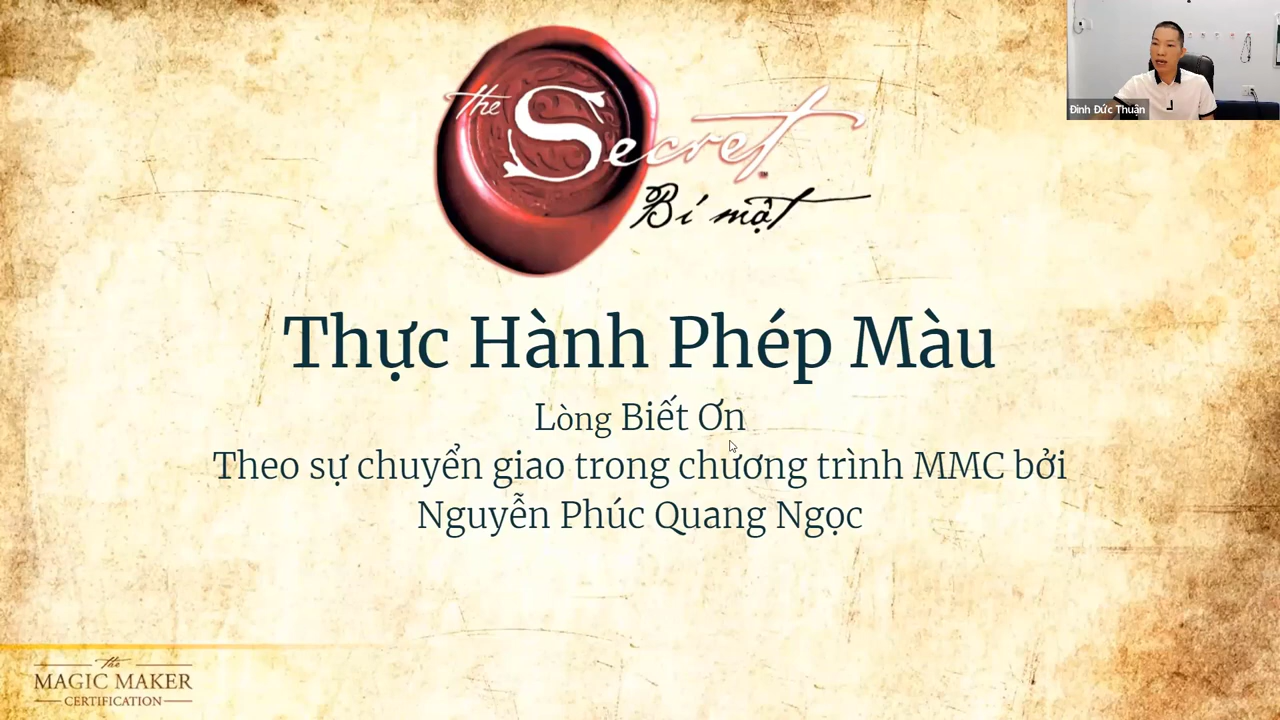 the Secret™
Bí mật
Đinh Đức Thuận
Thực Hành Phép Màu
Lòng Biết Ơn
Theo sự chuyển giao trong chương trình MMC bởi
Nguyễn Phúc Quang Ngọc
the
MAGIC MAKER
CERTIFICATION